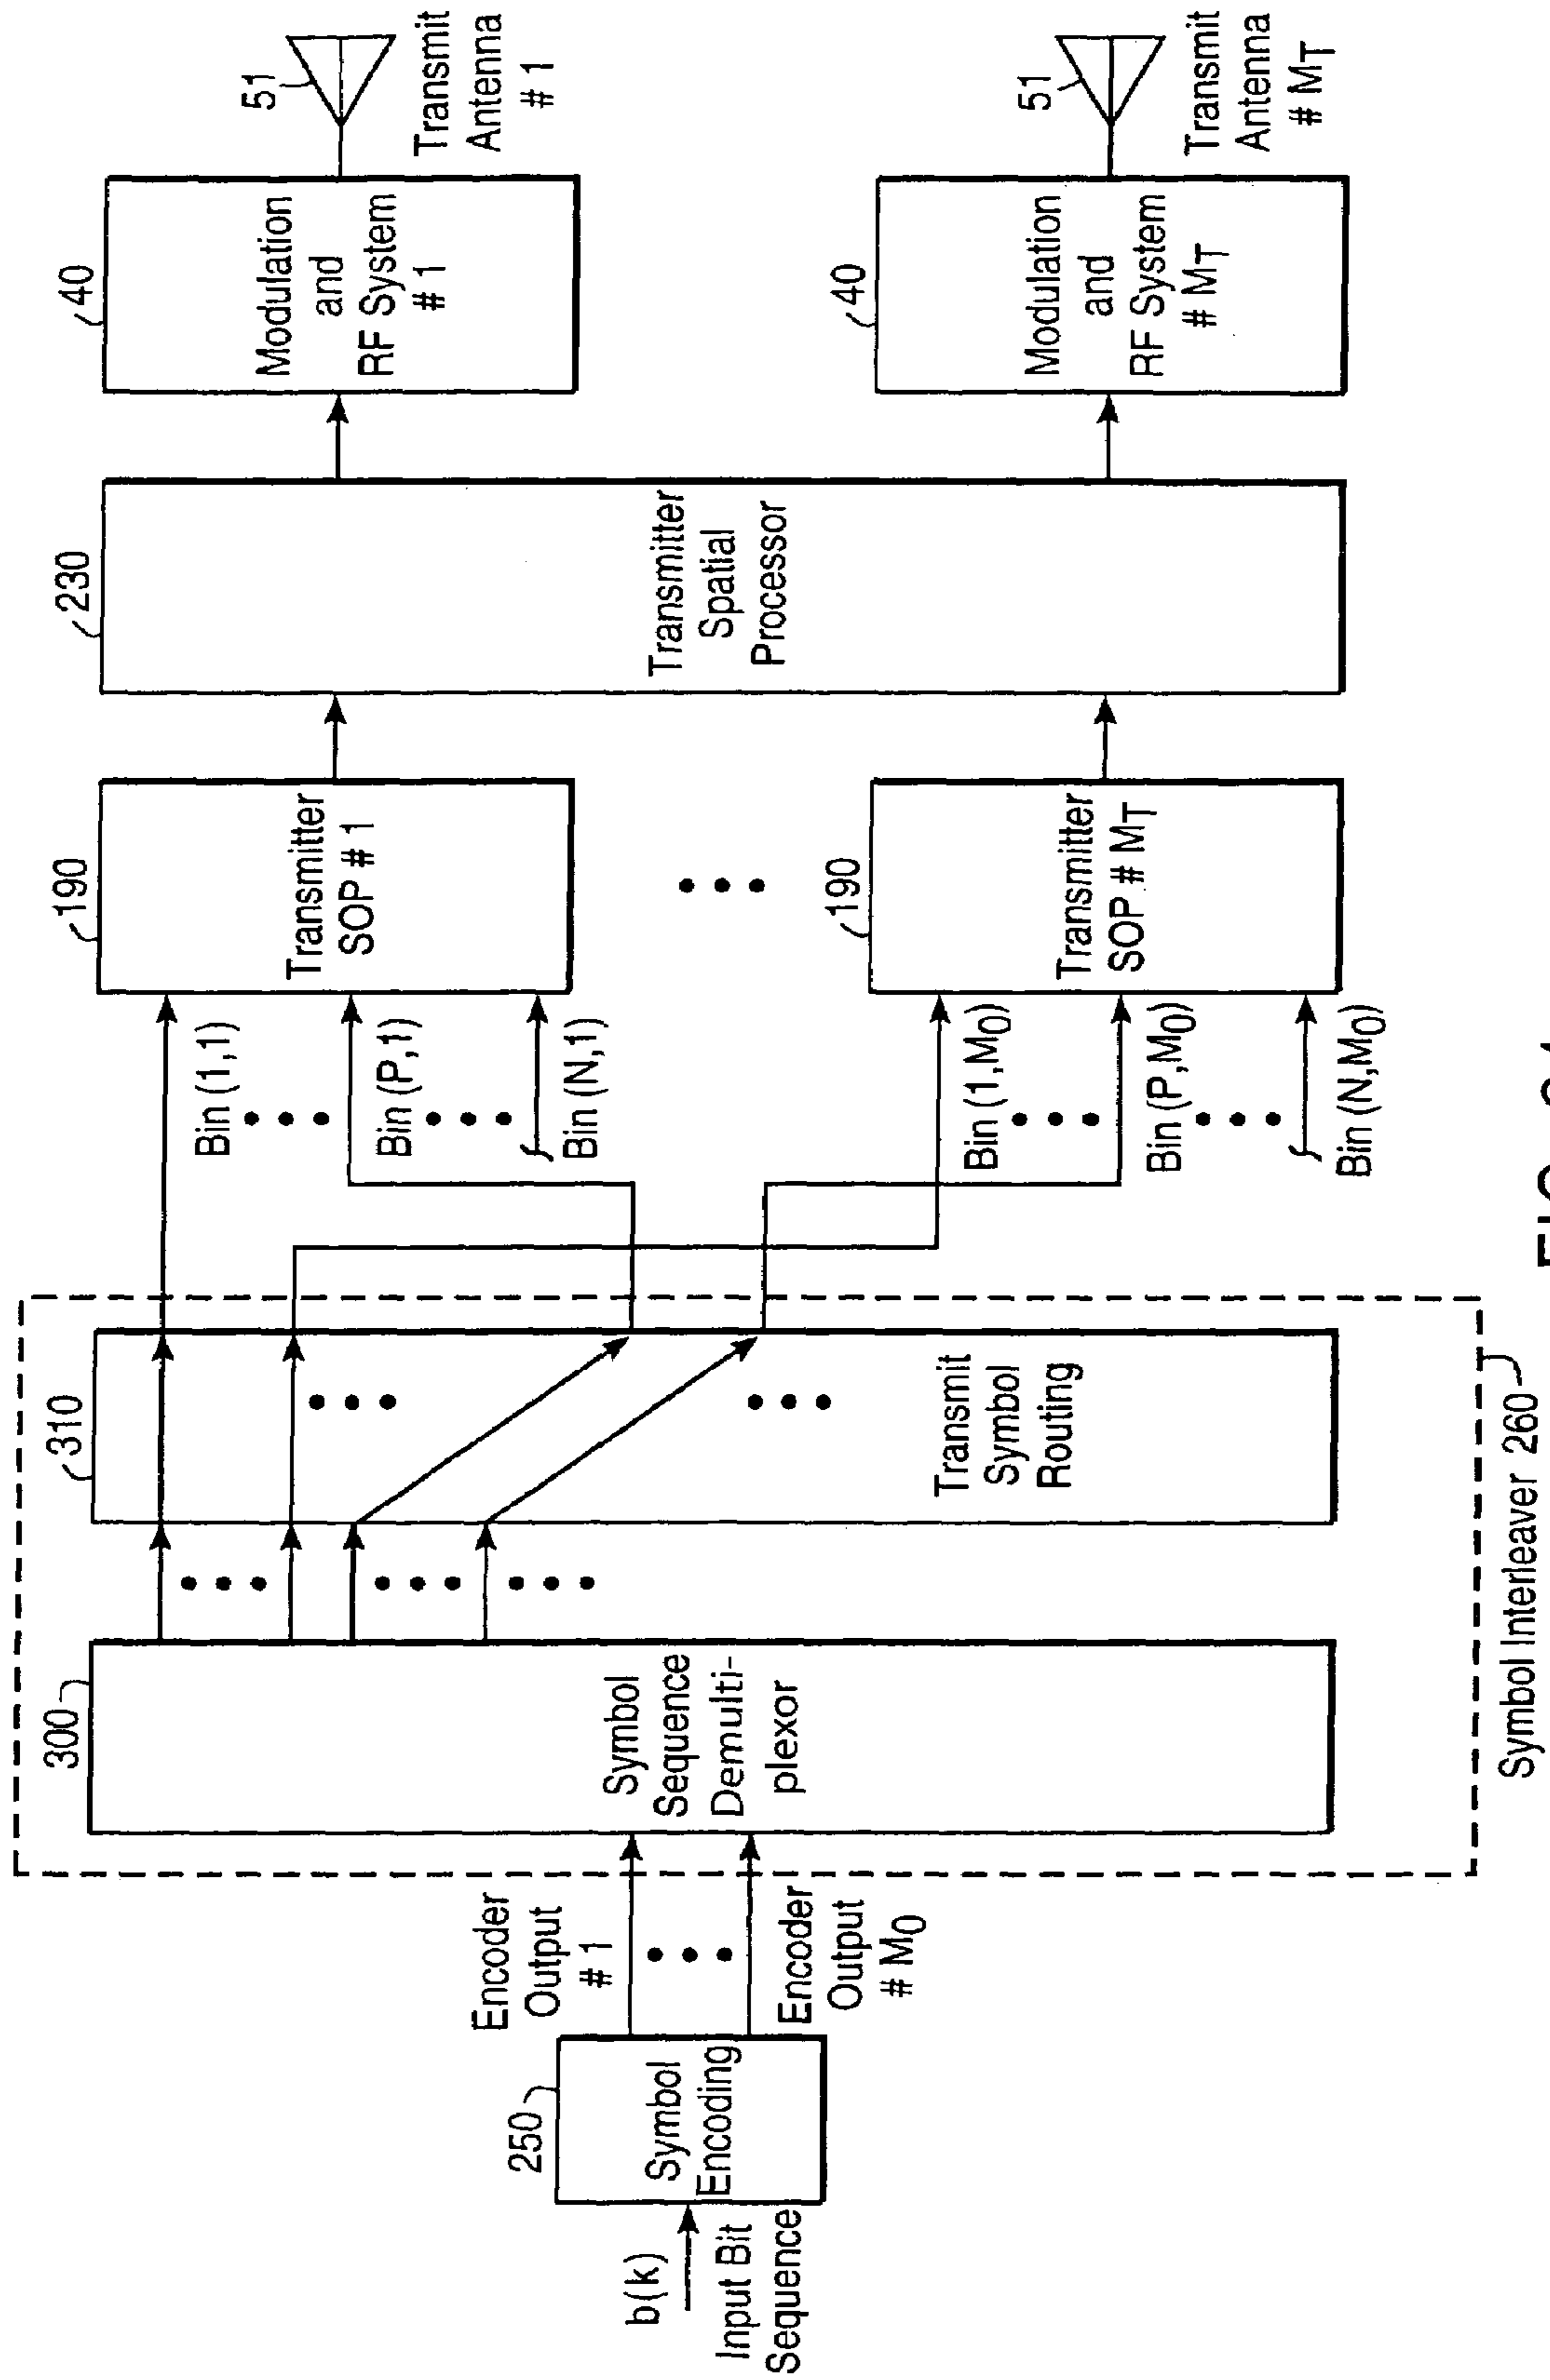 b(k)
Input Bit
Sequence
250
Symbol
Encoding
Encoder
Output
# 1
Encoder
Output
# M0
300
Symbol
Sequence
Demulti-
plexor
310
Transmit
Symbol
Routing
Symbol Interleaver 260
Bin (1,1)
Bin (P,1)
Bin (N,1)
Bin (1,M0)
Bin (P,M0)
Bin (N,M0)
190
Transmitter
SOP # 1
190
Transmitter
SOP # MT
230
Transmitter
Spatial
Processor
40
Modulation
and
RF System
# 1
40
Modulation
and
RF System
# MT
51
Transmit
Antenna
# 1
51
Transmit
Antenna
# MT